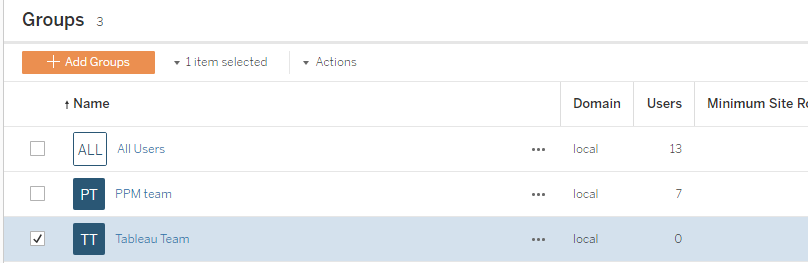 Groups 3
+ Add Groups ▾ 1 item selected ▾ Actions
↑ Name Domain Users Minimum Site Ro
ALL All Users ••• local 13
PT PPM team ••• local 7
TT Tableau Team ••• local 0